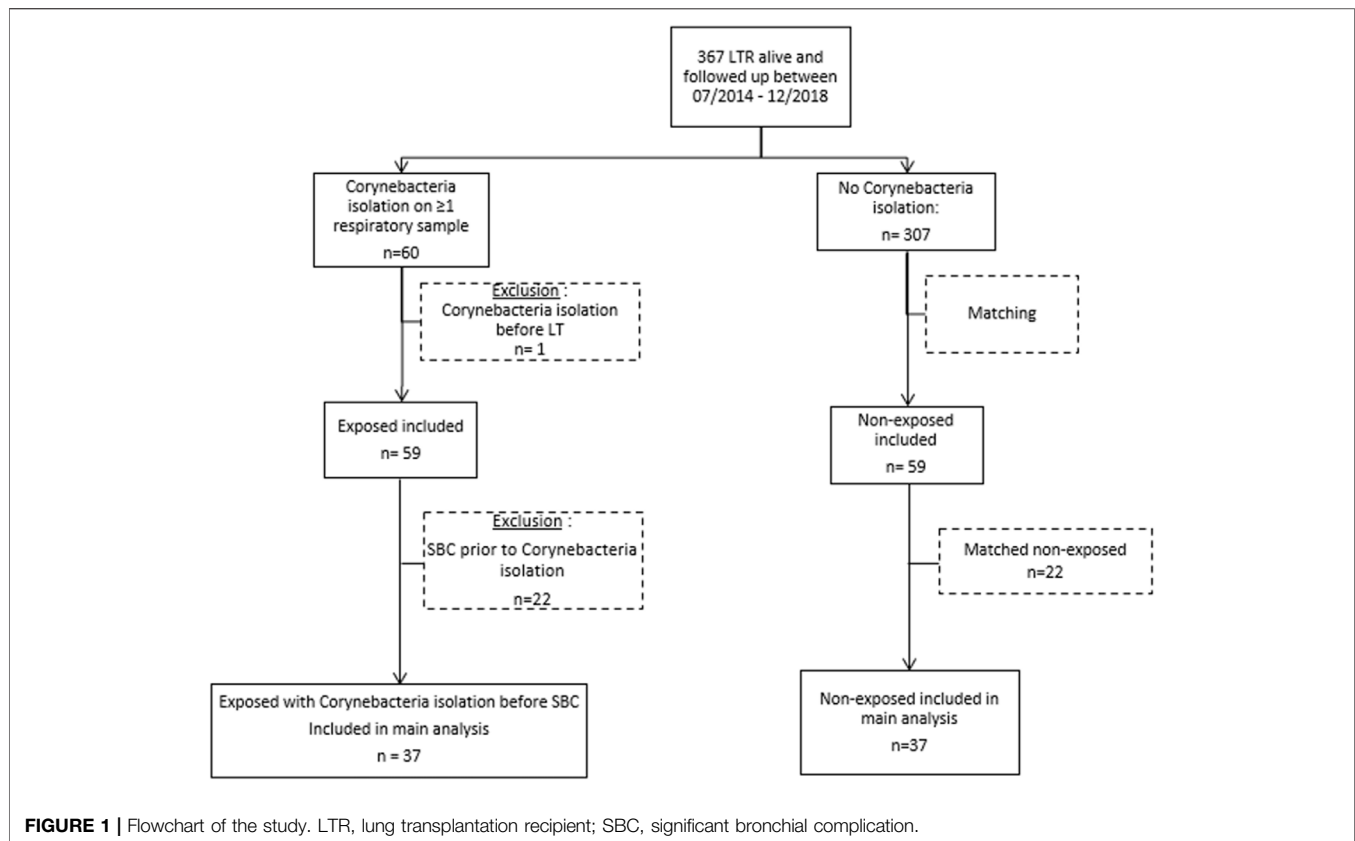 367 LTR alive and
followed up between
07/2014 - 12/2018
Corynebacteria
isolation on ≥1
respiratory sample
n=60
No Corynebacteria
isolation:
n= 307
Exclusion :
Corynebacteria isolation
before LT
n= 1
Matching
Exposed included
n= 59
Non-exposed
included
n= 59
Exclusion :
SBC prior to Corynebacteria
isolation
n=22
Matched non-exposed
n=22
Exposed with Corynebacteria isolation before SBC
Included in main analysis
n = 37
Non-exposed included in
main analysis
n=37
FIGURE 1 | Flowchart of the study. LTR, lung transplantation recipient; SBC, significant bronchial complication.